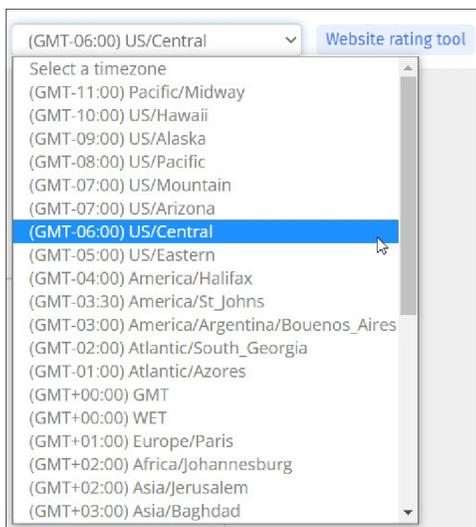 (GMT-06:00) US/Central
Website rating tool
Select a timezone
(GMT-11:00) Pacific/Midway
(GMT-10:00) US/Hawaii
(GMT-09:00) US/Alaska
(GMT-08:00) US/Pacific
(GMT-07:00) US/Mountain
(GMT-07:00) US/Arizona
(GMT-06:00) US/Central
(GMT-05:00) US/Eastern
(GMT-04:00) America/Halifax
(GMT-03:30) America/St_Johns
(GMT-03:00) America/Argentina/Bouenos_Aires
(GMT-02:00) Atlantic/South_Georgia
(GMT-01:00) Atlantic/Azores
(GMT+00:00) GMT
(GMT+00:00) WET
(GMT+01:00) Europe/Paris
(GMT+02:00) Africa/Johannesburg
(GMT+02:00) Asia/Jerusalem
(GMT+03:00) Asia/Baghdad